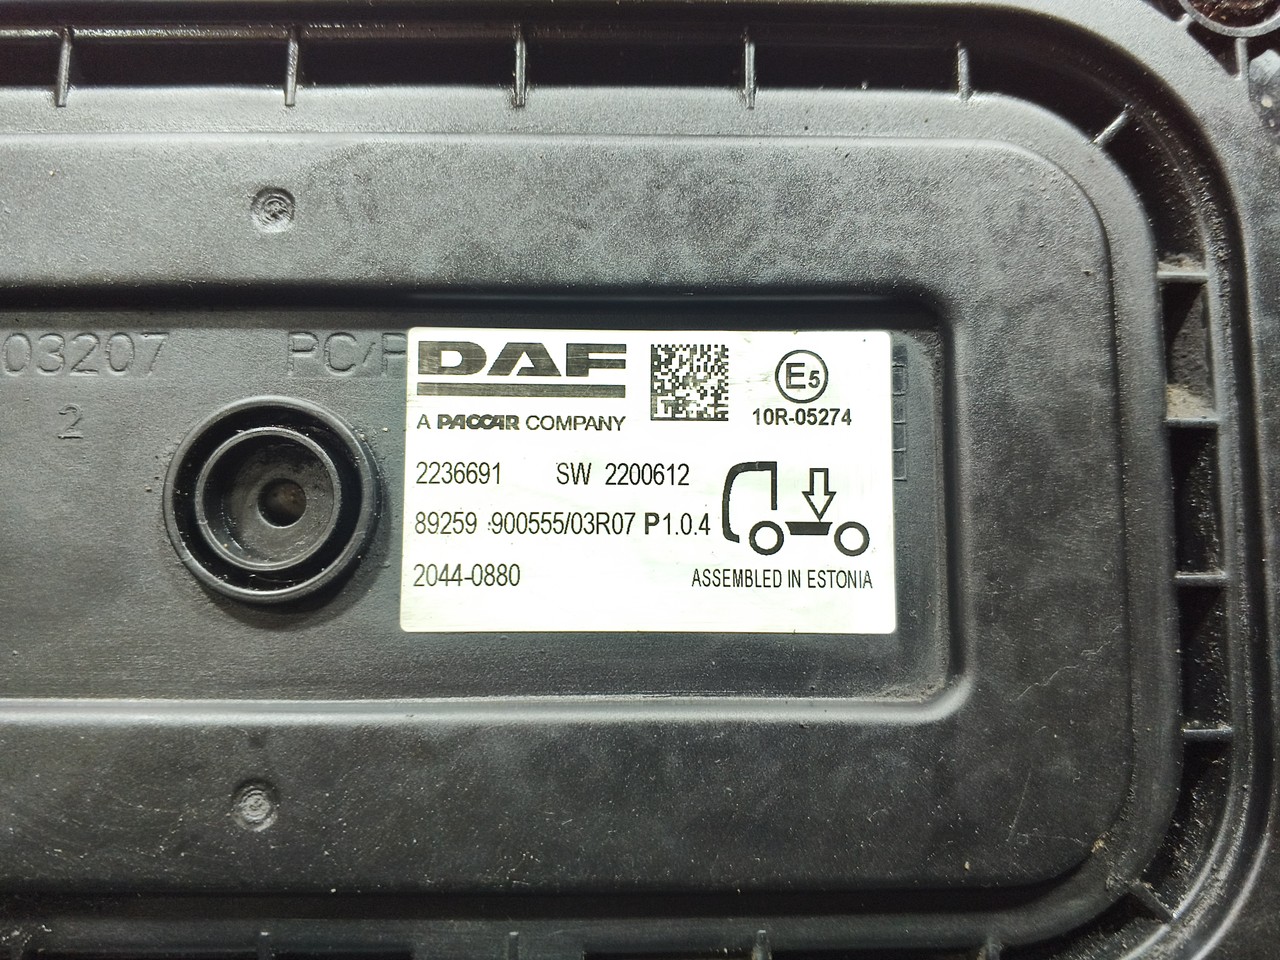 03207 PC/P
2
DAF
A PACCAR COMPANY
E5
10R-05274
2236691 SW 2200612
89259 900555/03R07 P1.0.4
2044-0880 ASSEMBLED IN ESTONIA